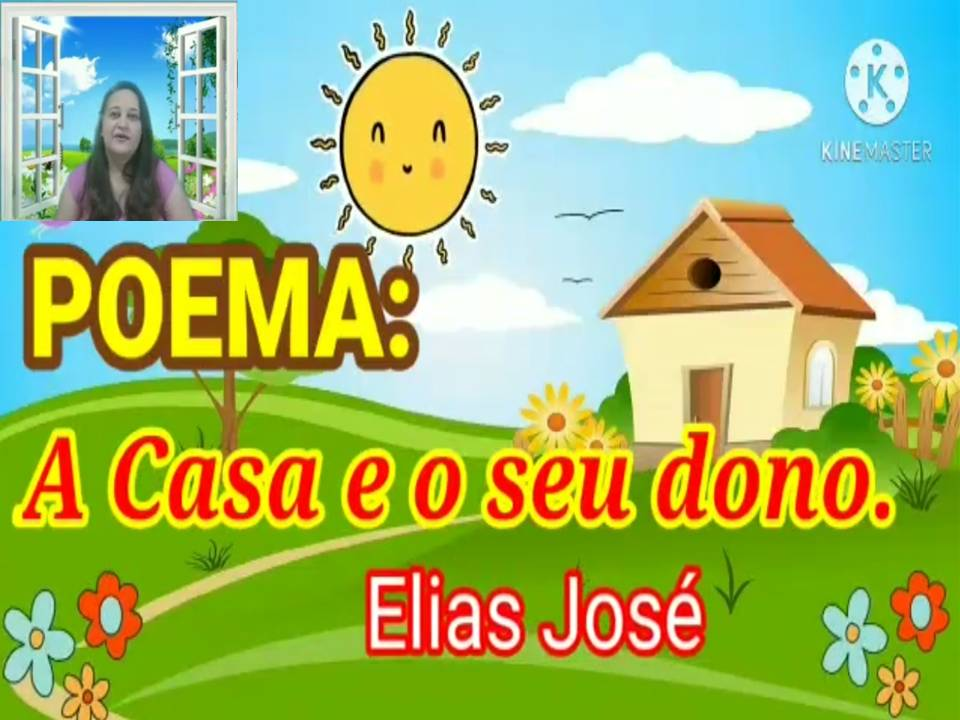 KINEMASTER
POEMA:
A Casa e o seu dono.
Elias José